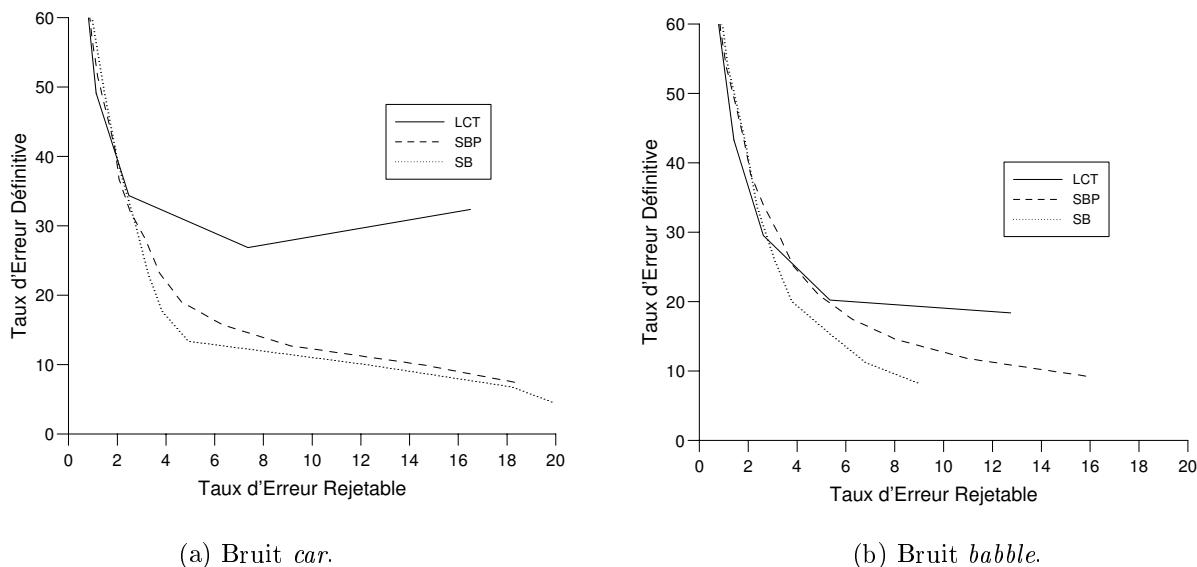 60
50
40
30
20
10
0
Taux d'Erreur Définitive
LCT
SBP
SB
0 2 4 6 8 10 12 14 16 18 20
Taux d'Erreur Rejetable
(a) Bruit car.
60
50
40
30
20
10
0
Taux d'Erreur Définitive
LCT
SBP
SB
0 2 4 6 8 10 12 14 16 18 20
Taux d'Erreur Rejetable
(b) Bruit babble.